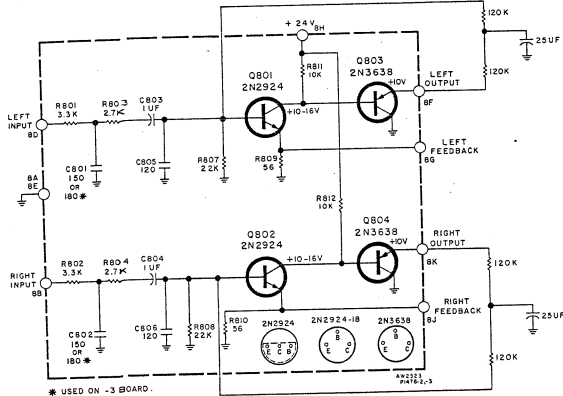 + 24V 8H
120K
25UF
120K
Q801
2N2924
R811
10K
Q803
2N3638
+10V
LEFT
OUTPUT
8F
+10-16V
LEFT
INPUT
8D
R801
3.3K
R803
2.7K
C803
1 UF
C801
150
OR
180*
C805
120
R807
22K
R809
56
LEFT
FEEDBACK
8G
8A
8E
R812
10K
Q802
2N2924
Q804
2N3638
+10V
RIGHT
OUTPUT
8K
+10-16V
RIGHT
INPUT
8B
R802
3.3K
R804
2.7K
C804
1 UF
C802
150
OR
180*
C806
120
R808
22K
R810
56
2N2924
E C B
2N2924-18
E C
2N3638
B
E C
8J
RIGHT
FEEDBACK
120K
25UF
120K
AW2523
P1478-2,-3
* USED ON -3 BOARD.